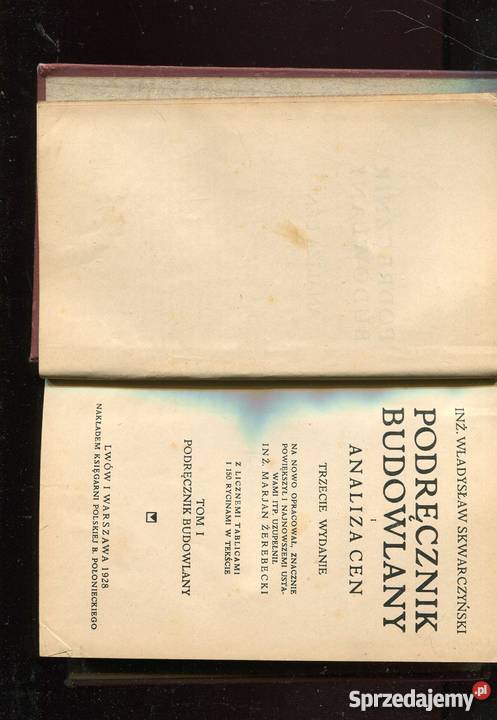 INŻ. WŁADYSŁAW SKWARCZYŃSKI
PODRĘCZNIK
BUDOWLANY
I
ANALIZA CEN
TRZECIE WYDANIE
NA NOWO OPRACOWAŁ, ZNACZNIE
POWIĘKSZYŁ I NAJNOWSZEMI USTA-
WAMI ITP. UZUPEŁNIŁ
INŻ. MARJAN ŻEREBECKI
Z LICZNEMI TABLICAMI
I 150 RYCINAMI W TEKŚCIE
TOM I
PODRĘCZNIK BUDOWLANY
LWÓW I WARSZAWA 1928
NAKŁADEM KSIĘGARNI POLSKIEJ B. POŁONIECKIEGO
Sprzedajemy.pl